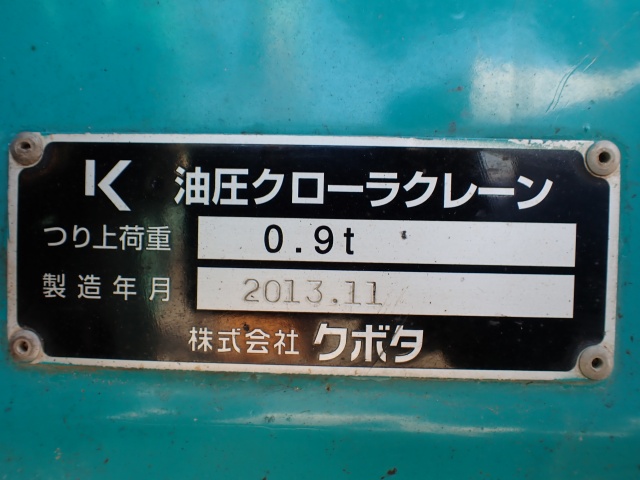 K 油圧クローラクレーン
つり上荷重 0.9t
製造年月 2013.11
株式会社 クボタ